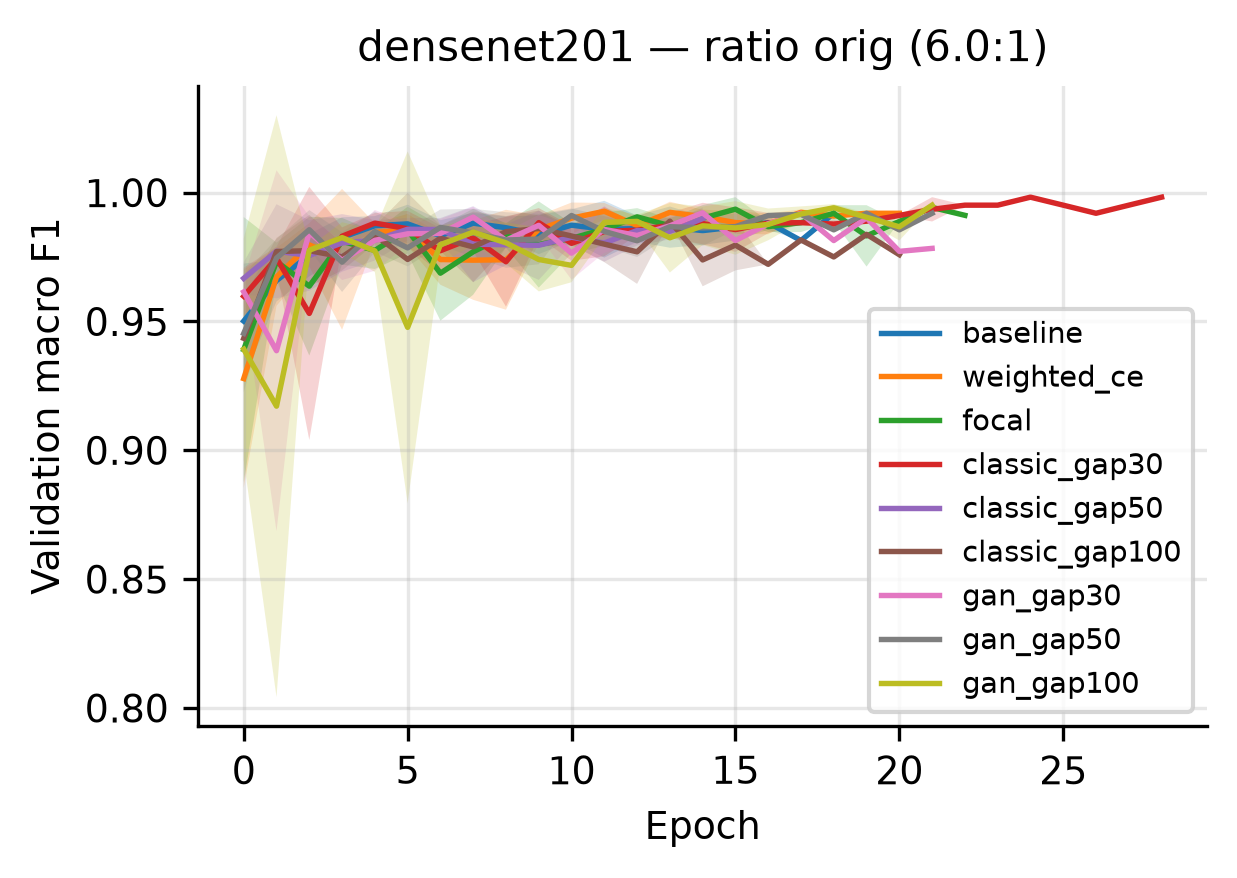 densenet201 — ratio orig (6.0:1)
Validation macro F1
1.00
0.95
0.90
0.85
0.80
0
5
10
15
20
25
Epoch
baseline
weighted_ce
focal
classic_gap30
classic_gap50
classic_gap100
gan_gap30
gan_gap50
gan_gap100